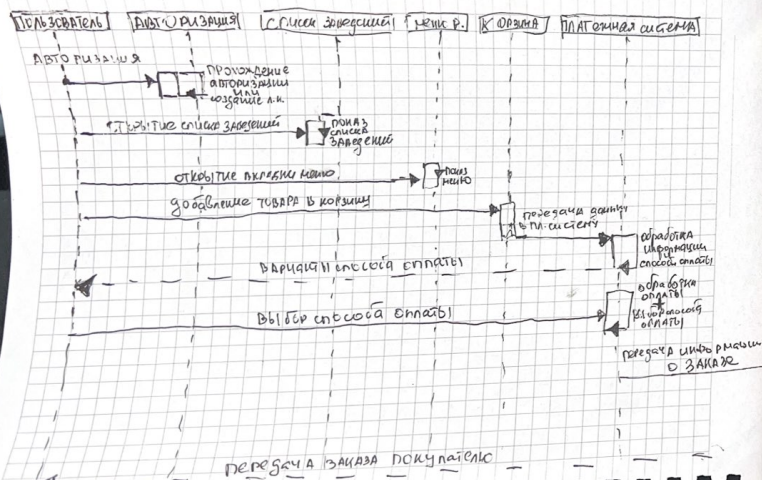 ПОЛЬЗОВАТЕЛЬ
АВТОРИЗАЦИЯ
СПИСОК ЗАВЕДЕНИЙ
МЕНЮ Р.
КОРЗИНА
ПЛАТЕЖНАЯ СИСТЕМА
АВТОРИЗАЦИЯ
ПРОХОЖДЕНИЕ
АВТОРИЗАЦИИ
ИЛИ
СОЗДАНИЕ Л.К.
ОТКРЫТИЕ СПИСКА ЗАВЕДЕНИЙ
ПОКАЗ
СПИСКА
ЗАВЕДЕНИЙ
ОТКРЫТИЕ ВКЛАДКИ МЕНЮ
ПОКАЗ
МЕНЮ
ДОБАВЛЕНИЕ ТОВАРА В КОРЗИНУ
ПЕРЕДАЧА ДАННЫХ
В ПЛ. СИСТЕМУ
ОБРАБОТКА
ИНФОРМАЦИИ
СПОСОБ ОПЛАТЫ
ВАРИАНТЫ СПОСОБА ОПЛАТЫ
ОБРАБОТКА
ОПЛАТЫ
+
ВЫБОР СПОСОБА
ОПЛАТЫ
ВЫБОР СПОСОБА ОПЛАТЫ
ПЕРЕДАЧА ИНФОРМАЦИИ
О ЗАКАЗЕ
ПЕРЕДАЧА ЗАКАЗА ПОКУПАТЕЛЮ